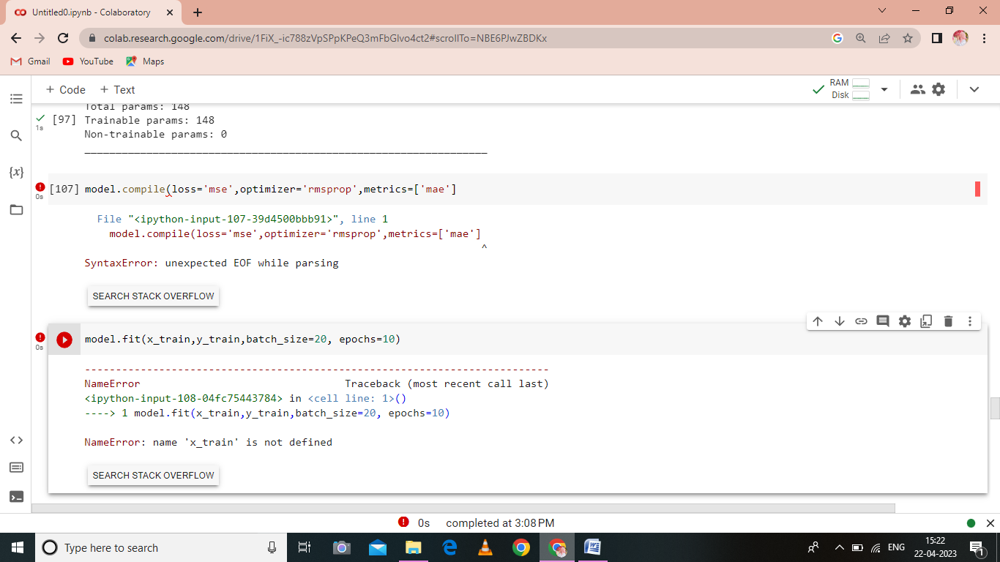 Untitled0.ipynb - Colaboratory
colab.research.google.com/drive/1FiX_-ic788zVpSPpKPeQ3mFbGlvo4ct2#scrollTo=NBE6PJwZBDKx
Gmail YouTube Maps
+ Code + Text
RAM
Disk
Total params: 148
[97] Trainable params: 148
1s
Non-trainable params: 0
_________________________________________________________________
[107] model.compile(loss='mse',optimizer='rmsprop',metrics=['mae']
0s
File "<ipython-input-107-39d4500bbb91>", line 1
model.compile(loss='mse',optimizer='rmsprop',metrics=['mae']
^
SyntaxError: unexpected EOF while parsing
SEARCH STACK OVERFLOW
model.fit(x_train,y_train,batch_size=20, epochs=10)
0s
---------------------------------------------------------------------------
NameError Traceback (most recent call last)
<ipython-input-108-04fc75443784> in <cell line: 1>()
----> 1 model.fit(x_train,y_train,batch_size=20, epochs=10)
NameError: name 'x_train' is not defined
SEARCH STACK OVERFLOW
0s completed at 3:08 PM
Type here to search
ENG
15:22
22-04-2023
1